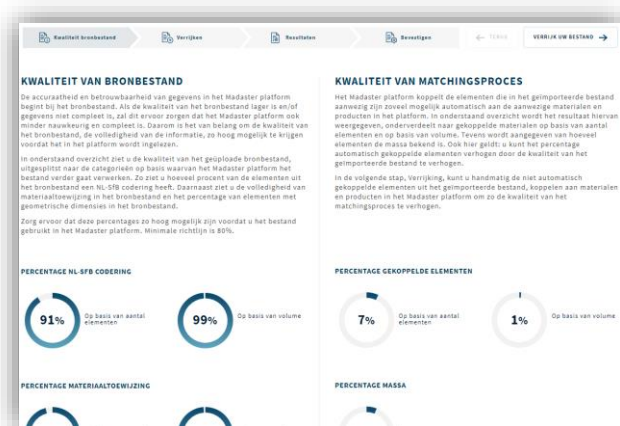 Kwaliteit bronbestand
Verrijken
Resultaten
Bevestigen
← TERUG
VERRIJK UW BESTAND →
KWALITEIT VAN BRONBESTAND
De accuraatheid en betrouwbaarheid van gegevens in het Madaster platform
begint bij het bronbestand. Als de kwaliteit van het bronbestand lager is en/of
gegevens niet compleet is, zal dit ervoor zorgen dat het Madaster platform ook
minder nauwkeurig en compleet is. Daarom is het van belang om de kwaliteit van
het bronbestand, de volledigheid van de informatie, zo hoog mogelijk te krijgen
voordat het in het platform wordt ingelezen.
In onderstaand overzicht ziet u de kwaliteit van het geüploade bronbestand,
uitgesplitst naar de categorieën op basis waarvan het Madaster platform het
bestand verder gaat verwerken. Zo ziet u hoeveel procent van de elementen uit
het bronbestand een NL-SfB codering heeft. Daarnaast ziet u de volledigheid van
materiaaltoewijzing in het bronbestand en het percentage van elementen met
geometrische dimensies in het bronbestand.
Zorg ervoor dat deze percentages zo hoog mogelijk zijn voordat u het bestand
gebruikt in het Madaster platform. Minimale richtlijn is 80%.
PERCENTAGE NL-SFB CODERING
91%
Op basis van aantal
elementen
99%
Op basis van volume
PERCENTAGE MATERIAALTOEWIJZING
KWALITEIT VAN MATCHINGSPROCES
Het Madaster platform koppelt de elementen die in het geïmporteerde bestand
aanwezig zijn zoveel mogelijk automatisch aan de aanwezige materialen en
producten in het platform. In onderstaand overzicht wordt het resultaat hiervan
weergegeven, onderverdeelt naar gekoppelde materialen op basis van aantal
elementen en op basis van volume. Tevens wordt aangegeven van hoeveel
elementen de massa bekend is. Ook hier geldt: u kunt het percentage
automatisch gekoppelde elementen verhogen door de kwaliteit van het
geïmporteerde bestand te verhogen.
In de volgende stap, Verrijking, kunt u handmatig de niet automatisch
gekoppelde elementen uit het geïmporteerde bestand, koppelen aan materialen
en producten in het Madaster platform om zo de kwaliteit van het
matchingsproces te verhogen.
PERCENTAGE GEKOPPELDE ELEMENTEN
7%
Op basis van aantal
elementen
1%
Op basis van volume
PERCENTAGE MASSA